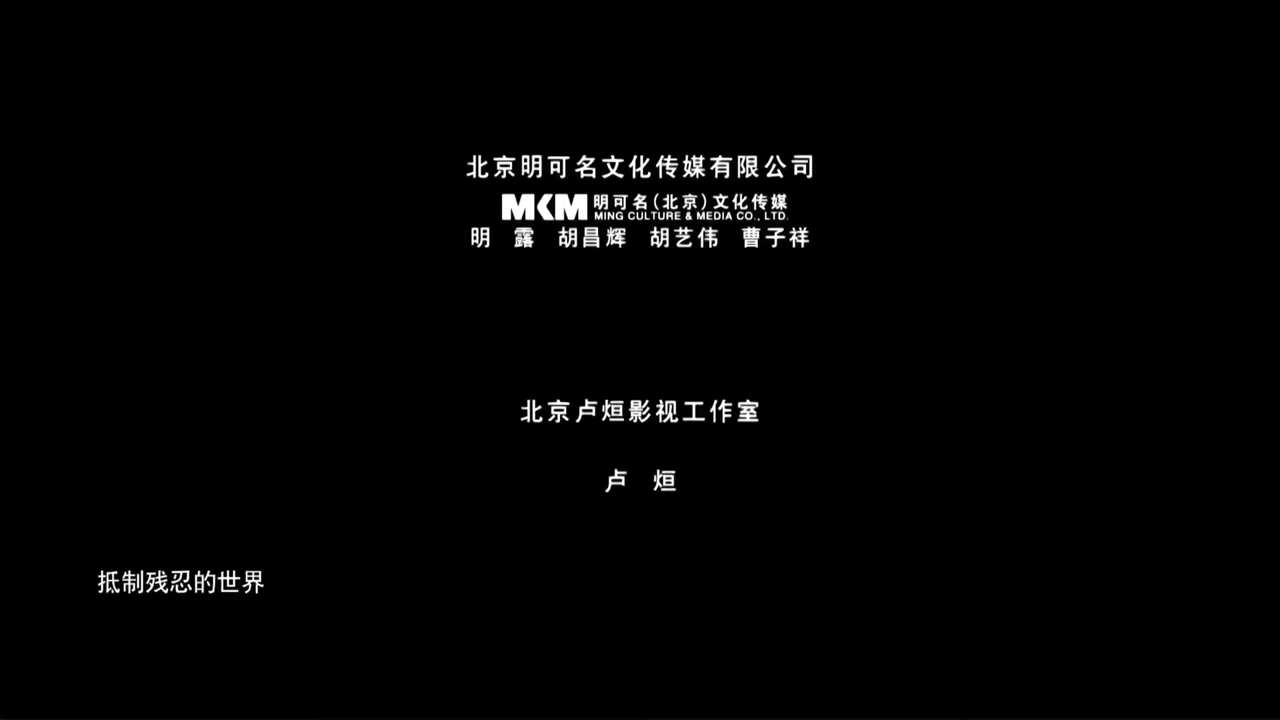 北京明可名文化传媒有限公司
MKM 明可名(北京)文化传媒
MING CULTURE & MEDIA CO., LTD.
明 露 胡昌辉 胡艺伟 曹子祥
北京卢烜影视工作室
卢 烜
抵制残忍的世界